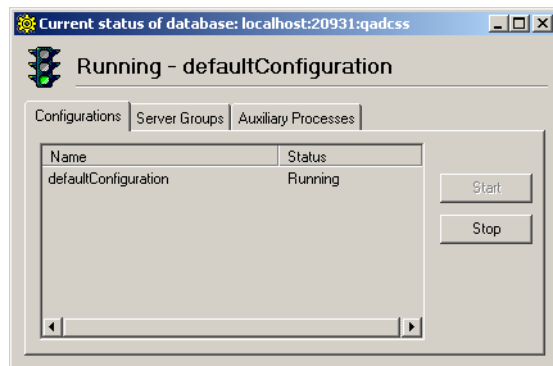 Current status of database: localhost:20931:qadcss
Running - defaultConfiguration
Configurations Server Groups Auxiliary Processes
Name Status
defaultConfiguration Running
Start
Stop